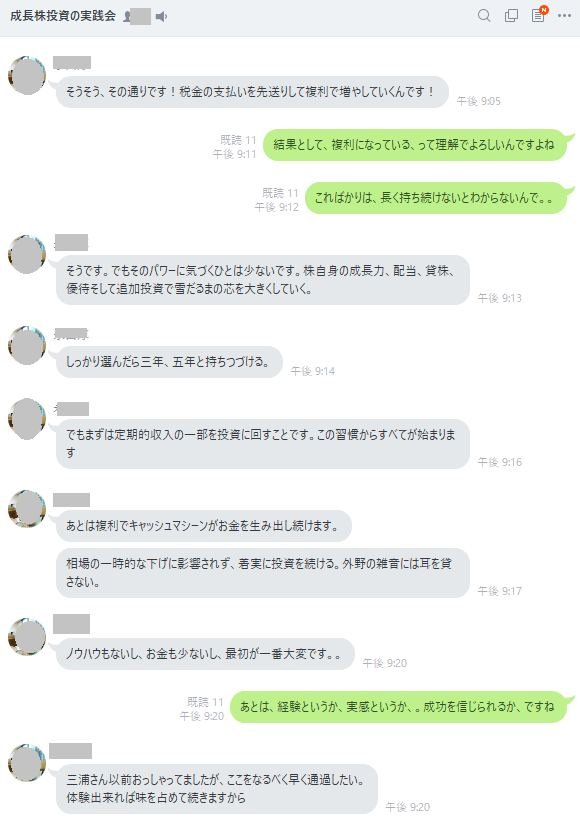 成長株投資の実践会
N
そうそう、その通りです！税金の支払いを先送りして複利で増やしていくんです！
午後 9:05
既読 11
午後 9:11
結果として、複利になっている、って理解でよろしいんですよね
既読 11
午後 9:12
こればかりは、長く持ち続けないとわからないんで。。
そうです。でもそのパワーに気づくひとは少ないです。株自身の成長力、配当、貸株、
優待そして追加投資で雪だるまの芯を大きくしていく。
午後 9:13
しっかり選んだら三年、五年と持ちつづける。
午後 9:14
でもまずは定期的収入の一部を投資に回すことです。この習慣からすべてが始まりま
す
午後 9:16
あとは複利でキャッシュマシーンがお金を生み出し続けます。
相場の一時的な下げに影響されず、着実に投資を続ける。外野の雑音には耳を貸
さない。
午後 9:17
ノウハウもないし、お金も少ないし、最初が一番大変です。。
午後 9:20
既読 11
午後 9:20
あとは、経験というか、実感というか、。成功を信じられるか、ですね
三浦さん以前おっしゃってましたが、ここをなるべく早く通過したい。
体験出来れば味を占めて続きますから
午後 9:20